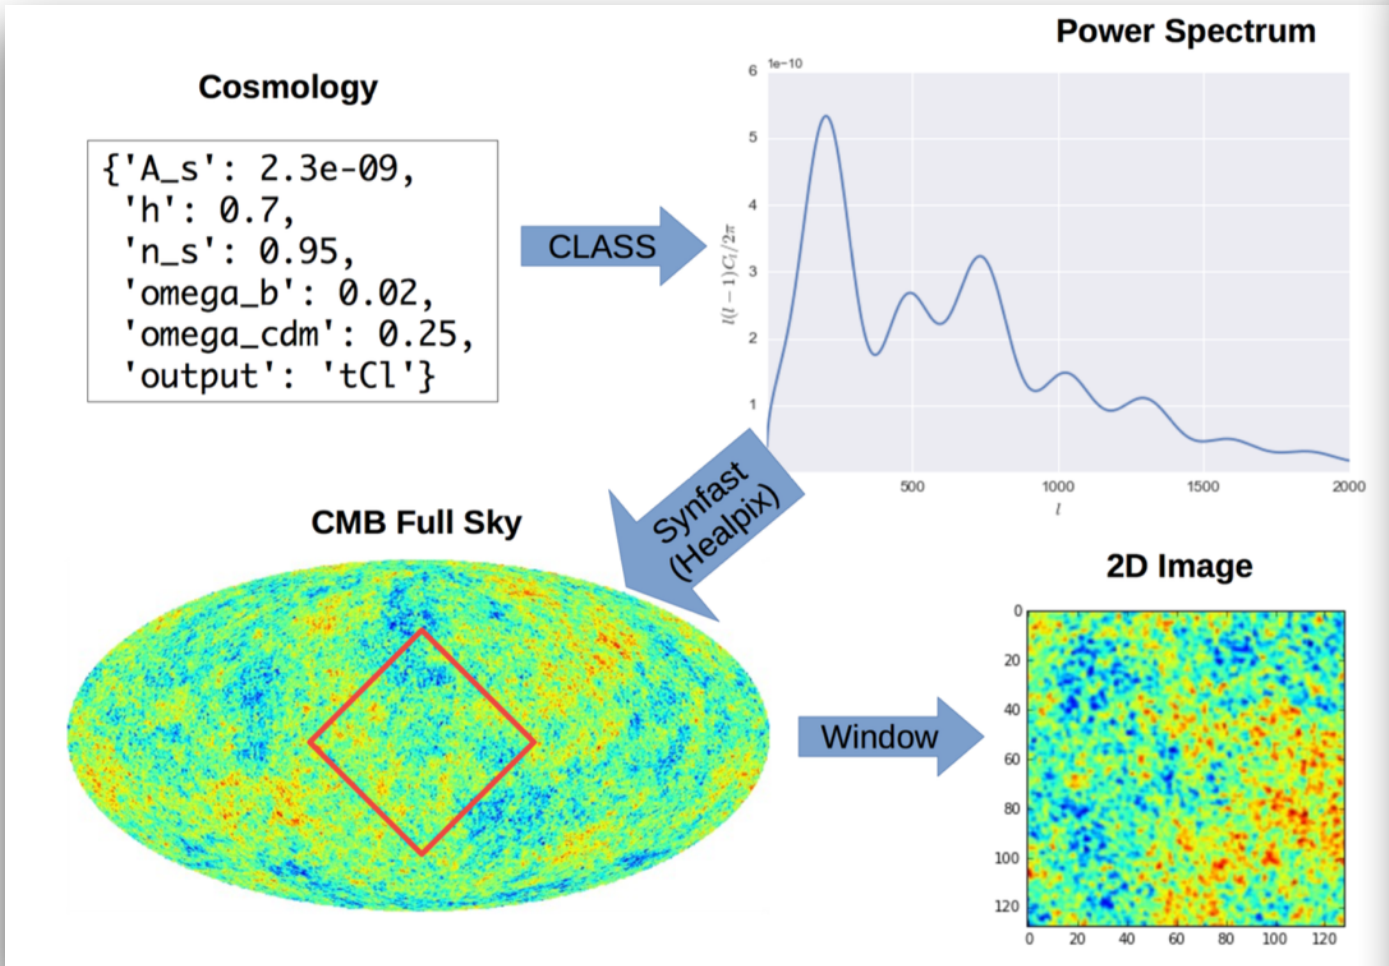 Cosmology
{'A_s': 2.3e-09,
'h': 0.7,
'n_s': 0.95,
'omega_b': 0.02,
'omega_cdm': 0.25,
'output': 'tCl'}
CLASS
Power Spectrum
1e−10
6
5
4
3
2
1
l(l − 1)C_l/2π
500 1000 1500 2000
l
Synfast
(Healpix)
CMB Full Sky
Window
2D Image
0
20
40
60
80
100
120
0 20 40 60 80 100 120